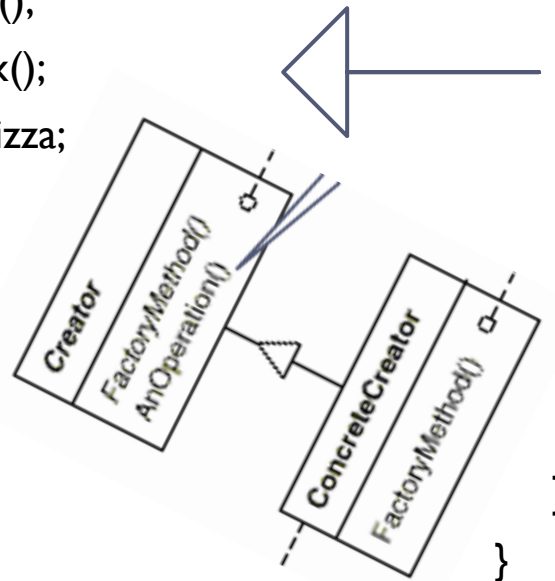 ();
k();
izza;
Creator
FactoryMethod()
AnOperation()
ConcreteCreator
FactoryMethod()
}